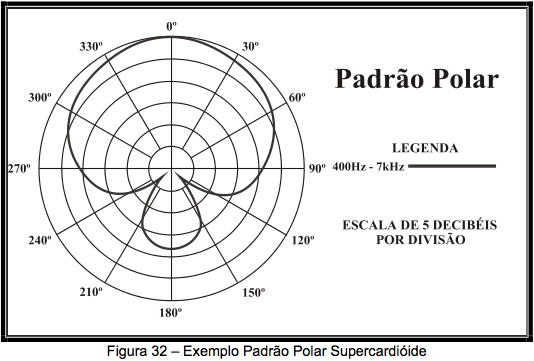 0º
330º
30º
300º
60º
270º
90º
240º
120º
210º
150º
180º
Padrão Polar
LEGENDA
400Hz - 7kHz
ESCALA DE 5 DECIBÉIS
POR DIVISÃO
Figura 32 – Exemplo Padrão Polar Supercardióide